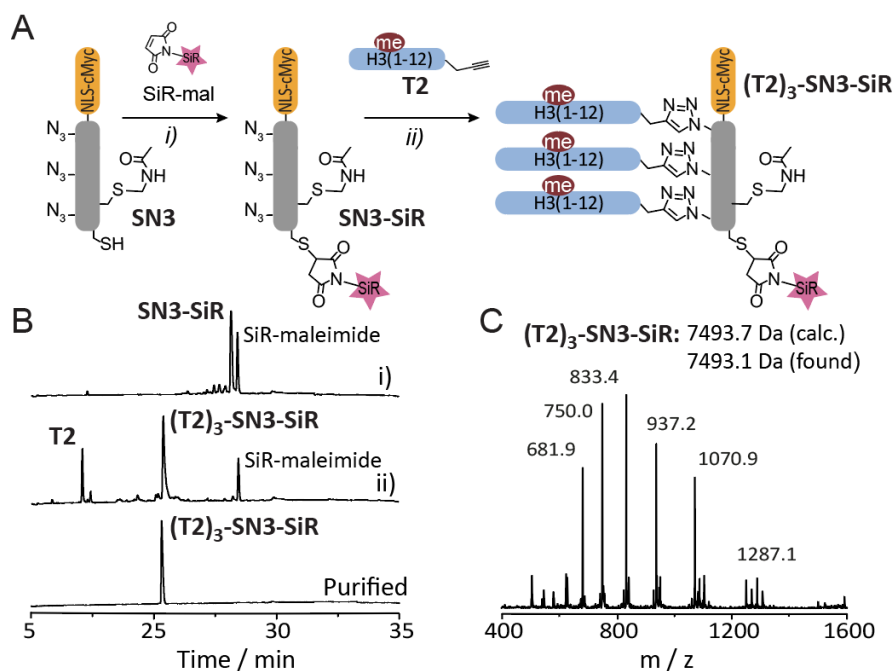 A
NLS-cMyc
N3
N3
N3
O
NH
S
SN3
SH
O
N
O
SiR
SiR-mal
i)
NLS-cMyc
N3
N3
N3
O
NH
S
SN3-SiR
S
O
N
O
SiR
me
H3(1-12)
T2
ii)
NLS-cMyc
(T2)3-SN3-SiR
me
H3(1-12)
N=N
N
me
H3(1-12)
N=N
N
me
H3(1-12)
N=N
N
O
NH
S
S
O
N
O
SiR
B
SN3-SiR
SiR-maleimide
i)
T2
(T2)3-SN3-SiR
SiR-maleimide
ii)
(T2)3-SN3-SiR
Purified
5 25 25 35
Time / min
C
(T2)3-SN3-SiR: 7493.7 Da (calc.)
7493.1 Da (found)
833.4
750.0
937.2
681.9
1070.9
1287.1
400 800 1200 1600
m / z